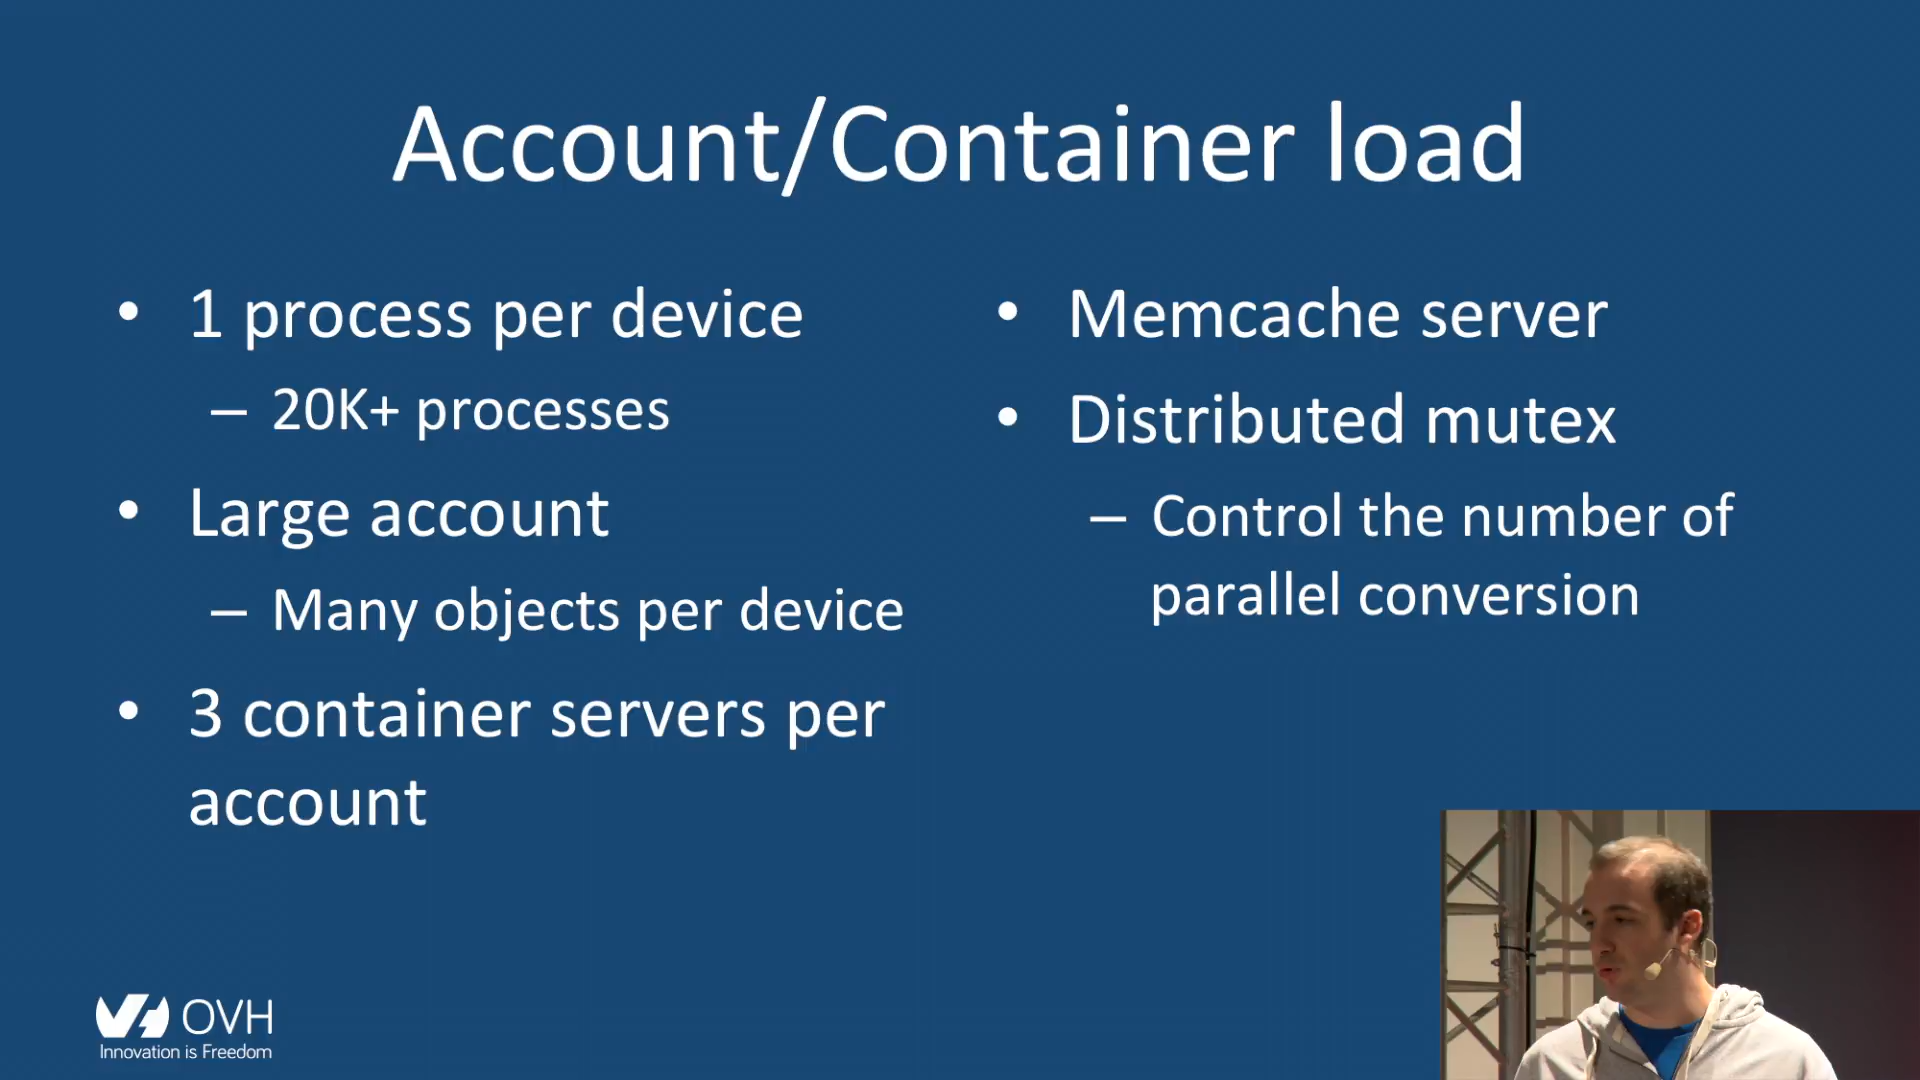 Account/Container load
• 1 process per device
– 20K+ processes
• Large account
– Many objects per device
• 3 container servers per
account
• Memcache server
• Distributed mutex
– Control the number of
parallel conversion
OVH
Innovation is Freedom